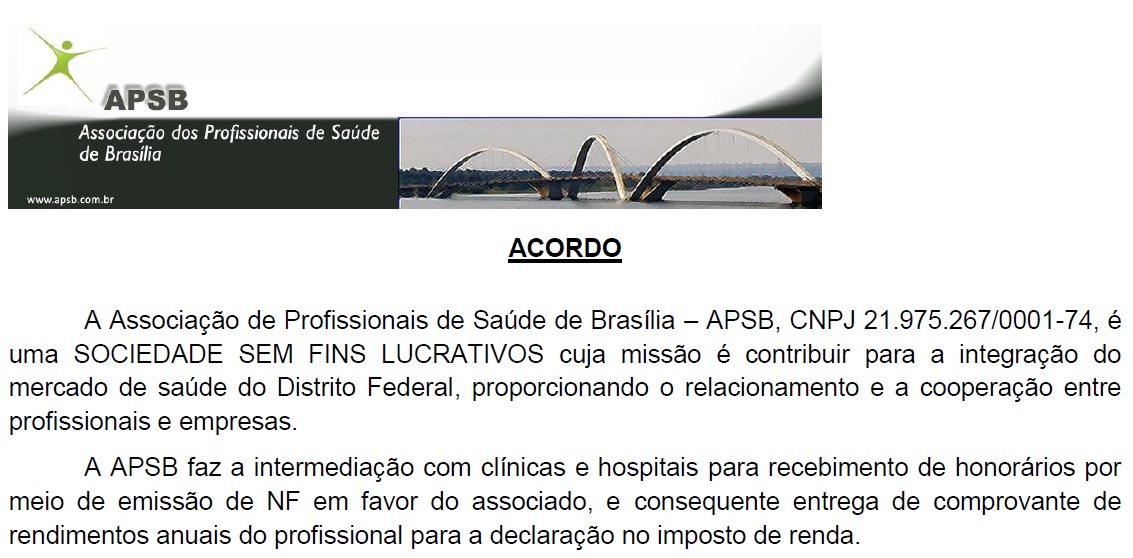 APSB
Associação dos Profissionais de Saúde
de Brasília
www.apsb.com.br
ACORDO
A Associação de Profissionais de Saúde de Brasília – APSB, CNPJ 21.975.267/0001-74, é
uma SOCIEDADE SEM FINS LUCRATIVOS cuja missão é contribuir para a integração do
mercado de saúde do Distrito Federal, proporcionando o relacionamento e a cooperação entre
profissionais e empresas.
A APSB faz a intermediação com clínicas e hospitais para recebimento de honorários por
meio de emissão de NF em favor do associado, e consequente entrega de comprovante de
rendimentos anuais do profissional para a declaração no imposto de renda.